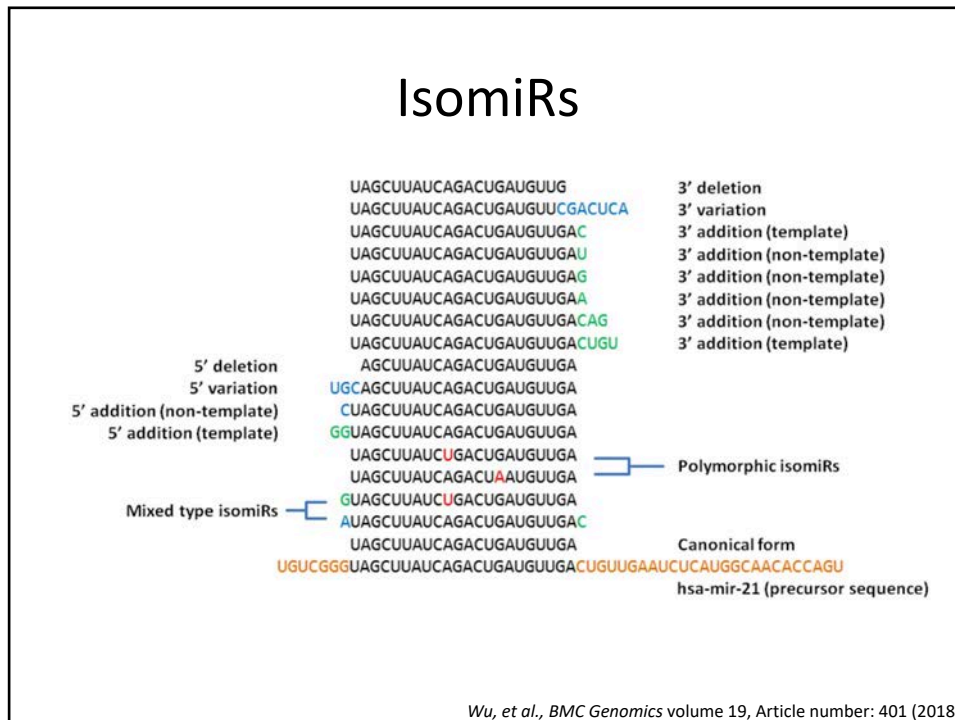 IsomiRs
UAGCUUAUCAGACUGAUGUUG 3′ deletion
UAGCUUAUCAGACUGAUGUUCGACUCA 3′ variation
UAGCUUAUCAGACUGAUGUUGAC 3′ addition (template)
UAGCUUAUCAGACUGAUGUUGAU 3′ addition (non-template)
UAGCUUAUCAGACUGAUGUUGAG 3′ addition (non-template)
UAGCUUAUCAGACUGAUGUUGAA 3′ addition (non-template)
UAGCUUAUCAGACUGAUGUUGACAG 3′ addition (non-template)
UAGCUUAUCAGACUGAUGUUGACUGU 3′ addition (template)
5′ deletion AGCUUAUCAGACUGAUGUUGA
5′ variation UGCAGCUUAUCAGACUGAUGUUGA
5′ addition (non-template) CUAGCUUAUCAGACUGAUGUUGA
5′ addition (template) GGUAGCUUAUCAGACUGAUGUUGA
UAGCUUAUCUGACUGAUGUUGA
Polymorphic isomiRs
UAGCUUAUCAGACUAAUGUUGA
GUAGCUUAUCUGACUGAUGUUGA
Mixed type isomiRs
AUAGCUUAUCAGACUGAUGUUGAC
UAGCUUAUCAGACUGAUGUUGA Canonical form
UGUCGGGUAGCUUAUCAGACUGAUGUUGACUGUUGAAUCUCAUGGCAACACCAGU
hsa-mir-21 (precursor sequence)
Wu, et al., BMC Genomics volume 19, Article number: 401 (2018